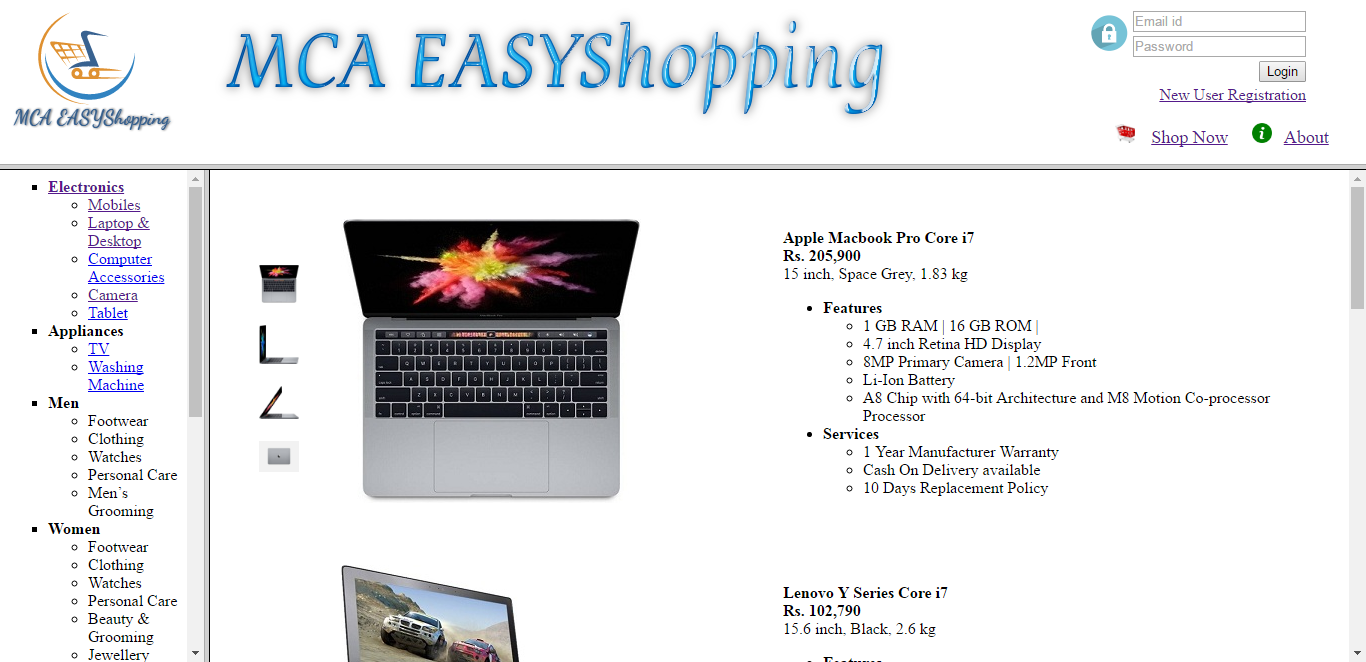 MCA EASYShopping
MCA EASYShopping
Email id
Password
Login
New User Registration
Shop Now
About
Electronics
Mobiles
Laptop &
Desktop
Computer
Accessories
Camera
Tablet
Appliances
TV
Washing
Machine
Men
Footwear
Clothing
Watches
Personal Care
Men’s
Grooming
Women
Footwear
Clothing
Watches
Personal Care
Beauty &
Grooming
Jewellery
Apple Macbook Pro Core i7
Rs. 205,900
15 inch, Space Grey, 1.83 kg
Features
1 GB RAM | 16 GB ROM |
4.7 inch Retina HD Display
8MP Primary Camera | 1.2MP Front
Li-Ion Battery
A8 Chip with 64-bit Architecture and M8 Motion Co-processor
Processor
Services
1 Year Manufacturer Warranty
Cash On Delivery available
10 Days Replacement Policy
Lenovo Y Series Core i7
Rs. 102,790
15.6 inch, Black, 2.6 kg
Features